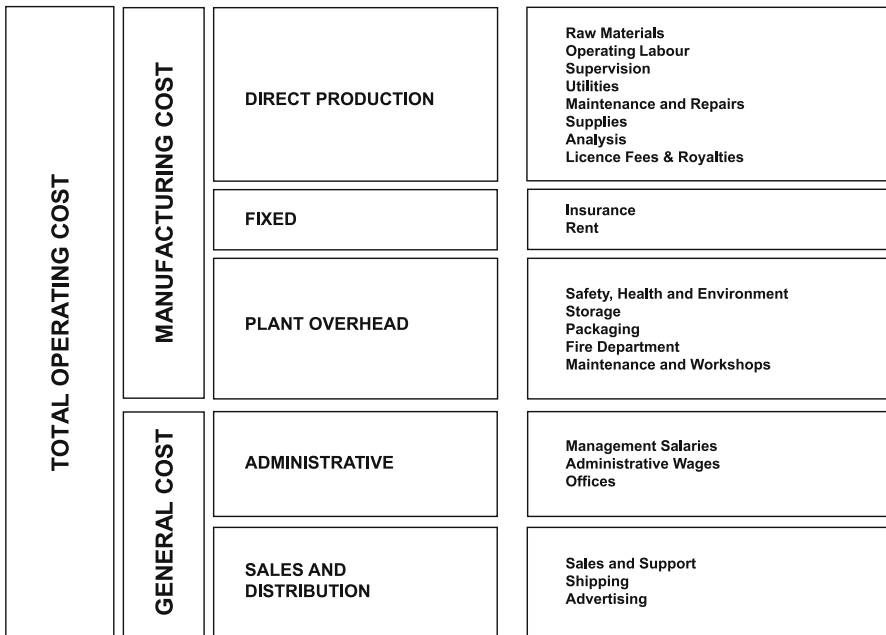 TOTAL OPERATING COST
MANUFACTURING COST
DIRECT PRODUCTION
Raw Materials
Operating Labour
Supervision
Utilities
Maintenance and Repairs
Supplies
Analysis
Licence Fees & Royalties
FIXED
Insurance
Rent
PLANT OVERHEAD
Safety, Health and Environment
Storage
Packaging
Fire Department
Maintenance and Workshops
GENERAL COST
ADMINISTRATIVE
Management Salaries
Administrative Wages
Offices
SALES AND
DISTRIBUTION
Sales and Support
Shipping
Advertising